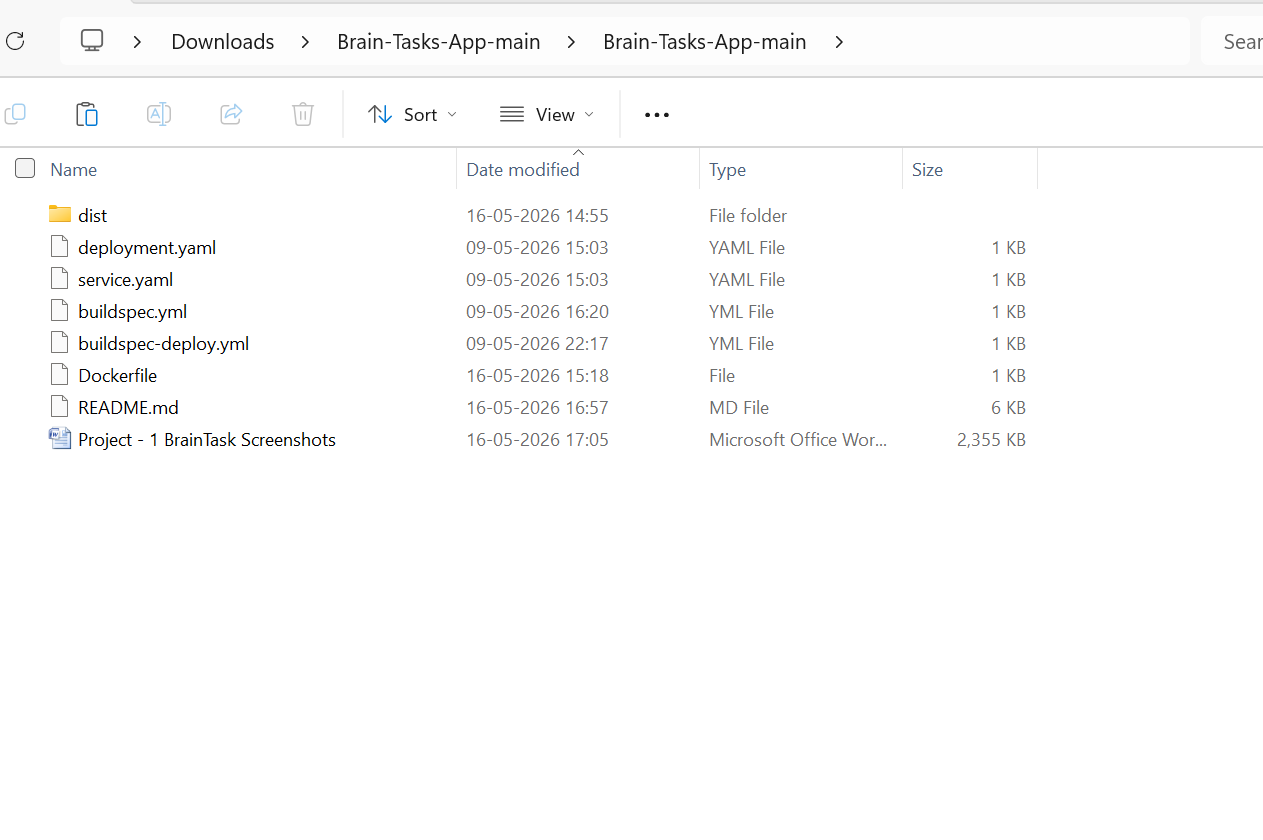 Downloads > Brain-Tasks-App-main > Brain-Tasks-App-main >
Sort View
Name Date modified Type Size
dist 16-05-2026 14:55 File folder
deployment.yaml 09-05-2026 15:03 YAML File 1 KB
service.yaml 09-05-2026 15:03 YAML File 1 KB
buildspec.yml 09-05-2026 16:20 YML File 1 KB
buildspec-deploy.yml 09-05-2026 22:17 YML File 1 KB
Dockerfile 16-05-2026 15:18 File 1 KB
README.md 16-05-2026 16:57 MD File 6 KB
Project - 1 BrainTask Screenshots 16-05-2026 17:05 Microsoft Office Wor... 2,355 KB